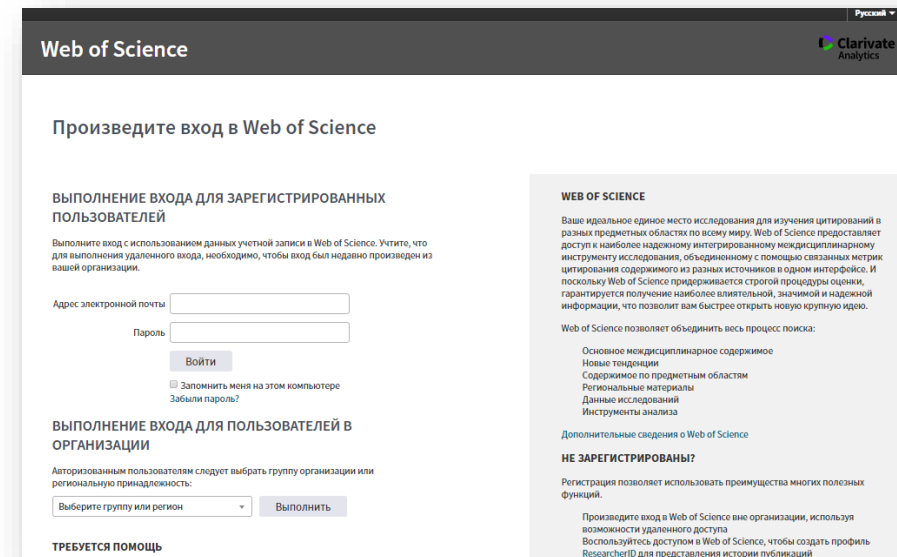 Русский
Web of Science
Clarivate
Analytics
Произведите вход в Web of Science
ВЫПОЛНЕНИЕ ВХОДА ДЛЯ ЗАРЕГИСТРИРОВАННЫХ
ПОЛЬЗОВАТЕЛЕЙ
Выполните вход с использованием данных учетной записи в Web of Science. Учтите, что
для выполнения удаленного входа, необходимо, чтобы вход был недавно произведен из
вашей организации.
Адрес электронной почты
Пароль
Войти
Запомнить меня на этом компьютере
Забыли пароль?
ВЫПОЛНЕНИЕ ВХОДА ДЛЯ ПОЛЬЗОВАТЕЛЕЙ В
ОРГАНИЗАЦИИ
Авторизованным пользователям следует выбрать группу организации или
региональную принадлежность:
Выберите группу или регион
Выполнить
ТРЕБУЕТСЯ ПОМОЩЬ
WEB OF SCIENCE
Ваше идеальное единое место исследования для изучения цитирований в
разных предметных областях по всему миру. Web of Science предоставляет
доступ к наиболее надежному интегрированному междисциплинарному
инструменту исследования, объединенному с помощью связанных метрик
цитирования содержимого из разных источников в одном интерфейсе. И
поскольку Web of Science придерживается строгой процедуры оценки,
гарантируется получение наиболее влиятельной, значимой и надежной
информации, что позволит вам быстрее открыть новую крупную идею.
Web of Science позволяет объединить весь процесс поиска:
Основное междисциплинарное содержимое
Новые тенденции
Содержимое по предметным областям
Региональные материалы
Данные исследований
Инструменты анализа
Дополнительные сведения о Web of Science
НЕ ЗАРЕГИСТРИРОВАНЫ?
Регистрация позволяет использовать преимущества многих полезных
функций.
Произведите вход в Web of Science вне организации, используя
возможности удаленного доступа
Воспользуйтесь доступом в Web of Science, чтобы создать профиль
ResearcherID для представления истории публикаций